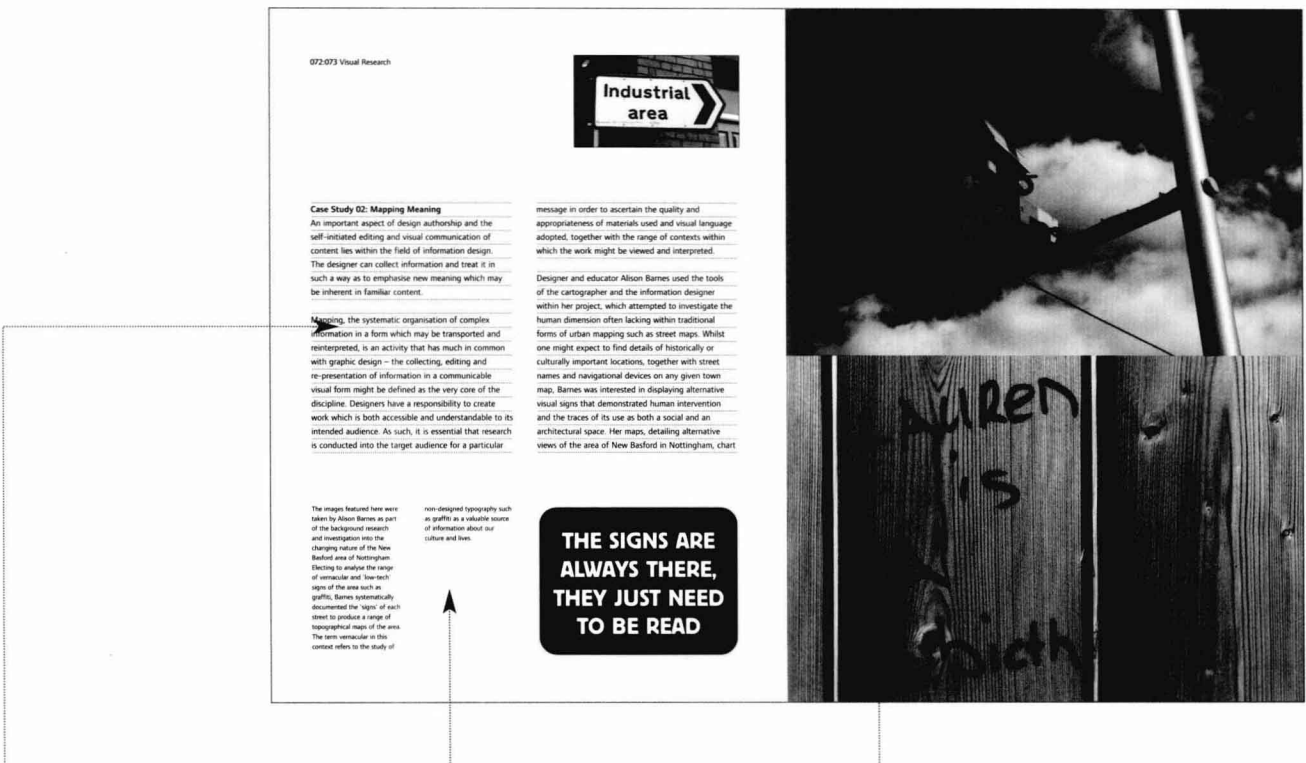 072:073 Visual Research
Industrial
area
Case Study 02: Mapping Meaning
An important aspect of design authorship and the
self-initiated editing and visual communication of
content lies within the field of information design.
The designer can collect information and treat it in
such a way as to emphasise new meaning which may
be inherent in familiar content.
Mapping, the systematic organisation of complex
information in a form which may be transported and
reinterpreted, is an activity that has much in common
with graphic design – the collecting, editing and
re-presentation of information in a communicable
visual form might be defined as the very core of the
discipline. Designers have a responsibility to create
work which is both accessible and understandable to its
intended audience. As such, it is essential that research
is conducted into the target audience for a particular
message in order to ascertain the quality and
appropriateness of materials used and visual language
adopted, together with the range of contexts within
which the work might be viewed and interpreted.
Designer and educator Alison Barnes used the tools
of the cartographer and the information designer
within her project, which attempted to investigate the
human dimension often lacking within traditional
forms of urban mapping such as street maps. Whilst
one might expect to find details of historically or
culturally important locations, together with street
names and navigational devices on any given town
map, Barnes was interested in displaying alternative
visual signs that demonstrated human intervention
and the traces of its use as both a social and an
architectural space. Her maps, detailing alternative
views of the area of New Basford in Nottingham, chart
The images featured here were
taken by Alison Barnes as part
of the background research
and investigation into the
changing nature of the New
Basford area of Nottingham
Electing to analyse the range
of vernacular and 'low-tech'
signs of the area such as
graffiti, Barnes systematically
documented the 'signs' of each
street to produce a range of
topographical maps of the area.
The term vernacular in this
context refers to the study of
non-designed typography such
as graffiti as a valuable source
of information about our
culture and lives.
THE SIGNS ARE
ALWAYS THERE,
THEY JUST NEED
TO BE READ
is